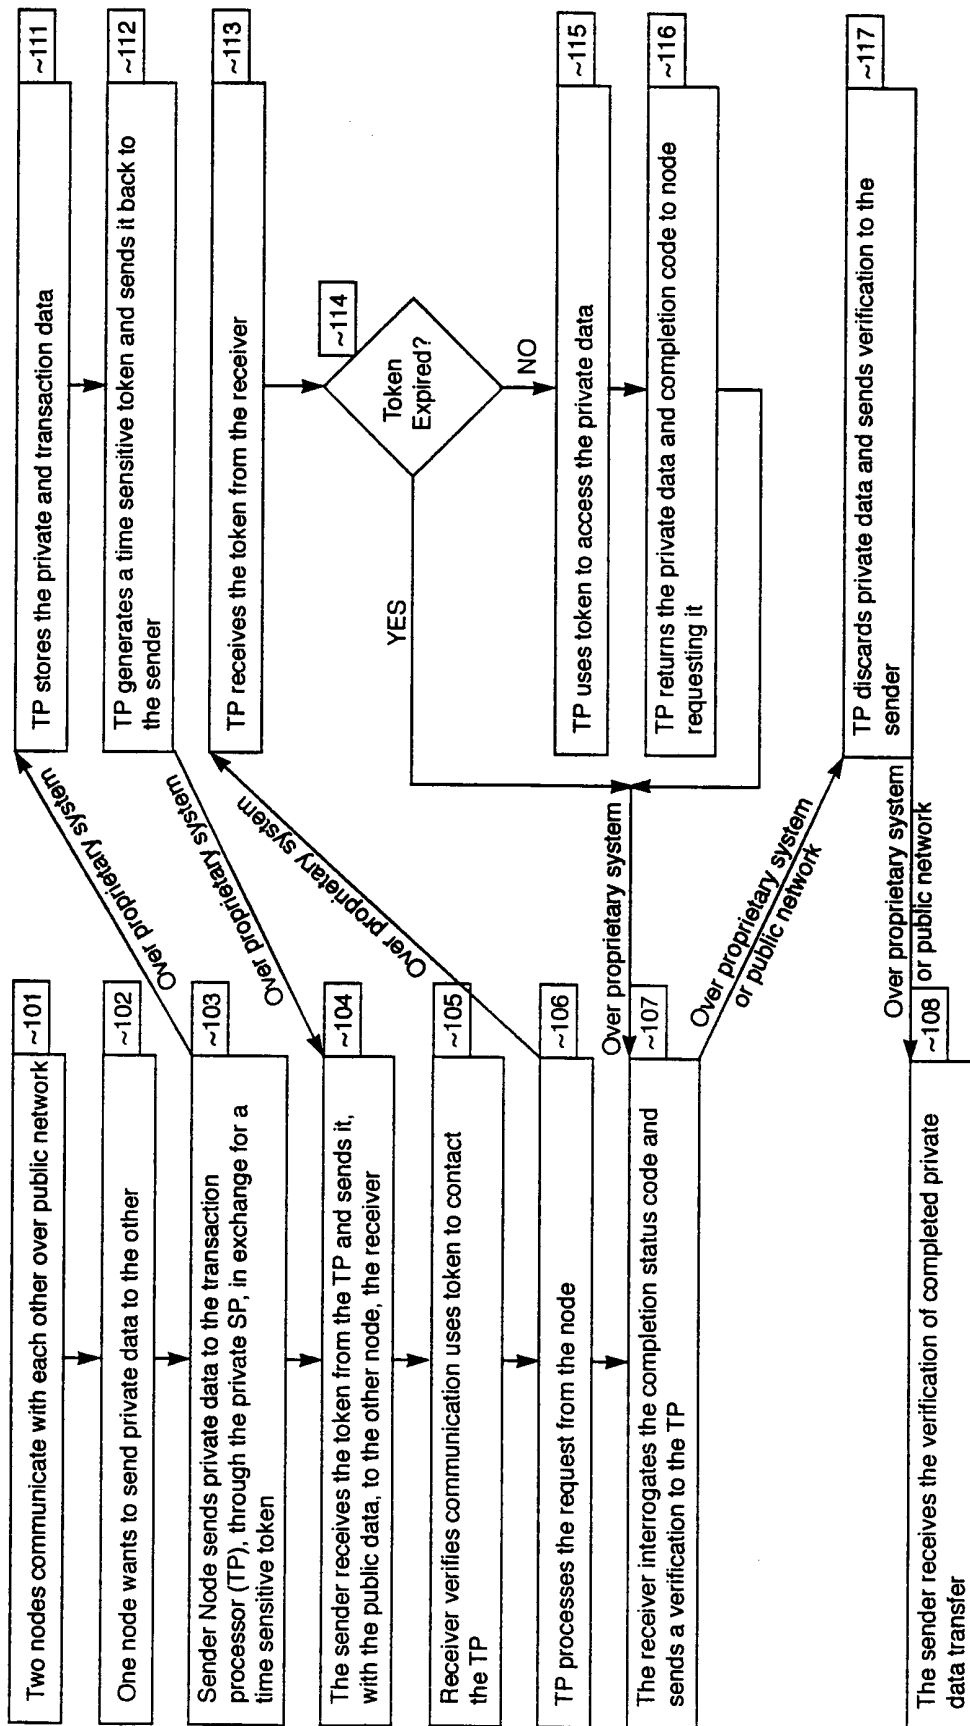 Two nodes communicate with each other over public network
~101
One node wants to send private data to the other
~102
Sender Node sends private data to the transaction
processor (TP), through the private SP, in exchange for a
time sensitive token
~103
The sender receives the token from the TP and sends it,
with the public data, to the other node, the receiver
~104
Receiver verifies communication uses token to contact
the TP
~105
TP processes the request from the node
~106
The receiver interrogates the completion status code and
sends a verification to the TP
~107
The sender receives the verification of completed private
data transfer
~108
Over proprietary system
Over proprietary system
Over proprietary system
Over proprietary system
Over proprietary system
or public network
Over proprietary system
or public network
TP stores the private and transaction data
~111
TP generates a time sensitive token and sends it back to
the sender
~112
TP receives the token from the receiver
~113
Token
Expired?
~114
YES
NO
TP uses token to access the private data
~115
TP returns the private data and completion code to node
requesting it
~116
TP discards private data and sends verification to the
sender
~117